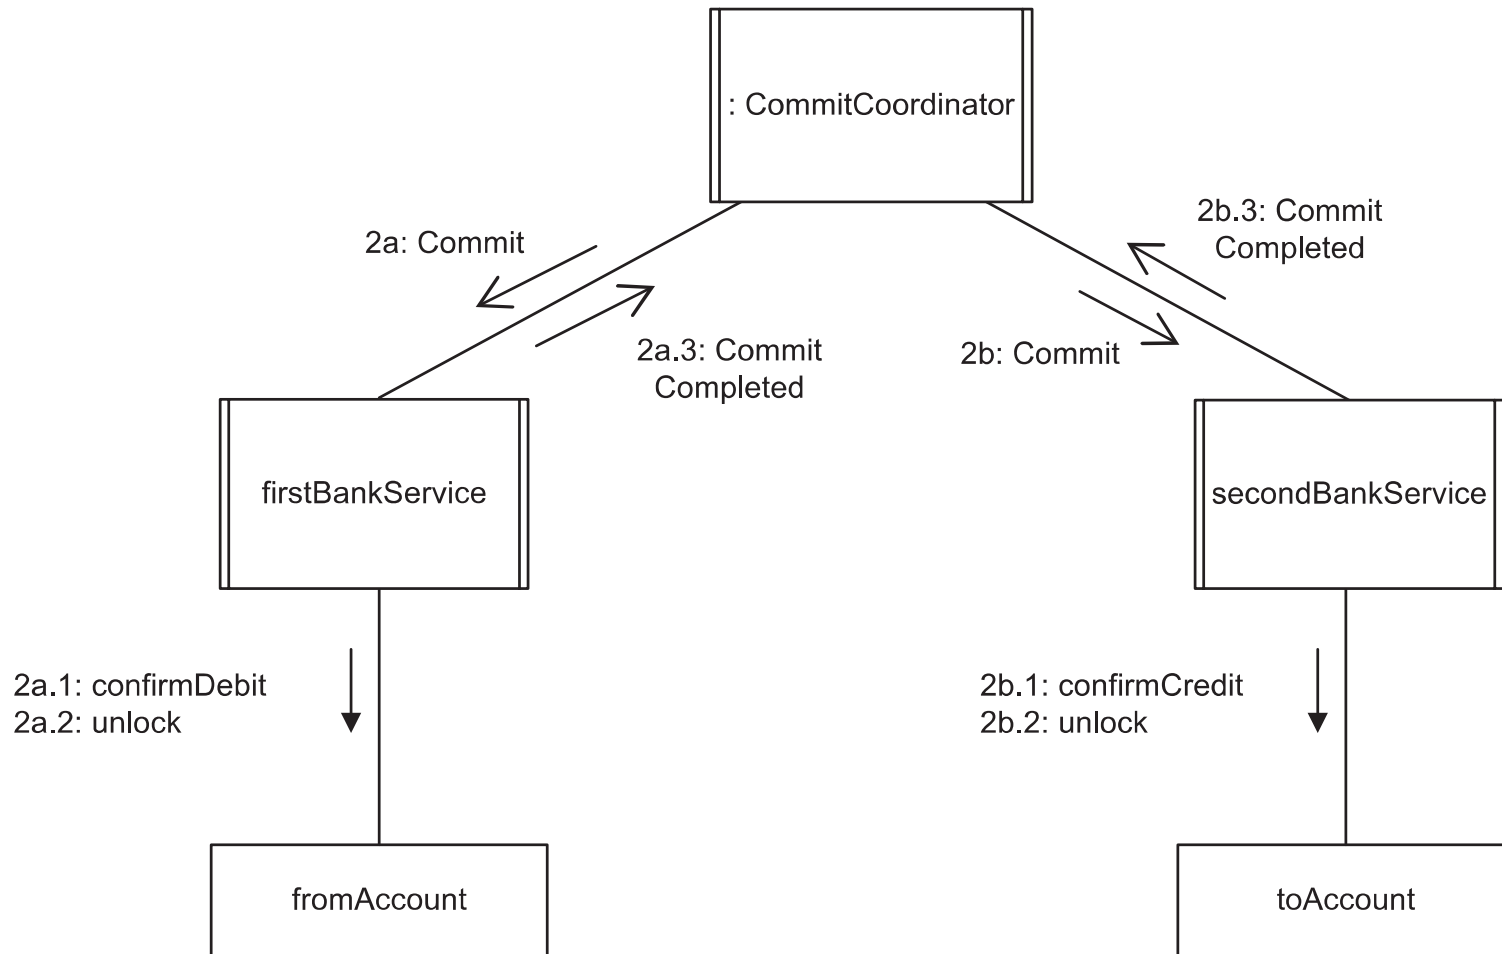 : CommitCoordinator
2a: Commit
2b.3: Commit
Completed
2a.3: Commit
Completed
2b: Commit
firstBankService
secondBankService
2a.1: confirmDebit
2a.2: unlock
2b.1: confirmCredit
2b.2: unlock
fromAccount
toAccount